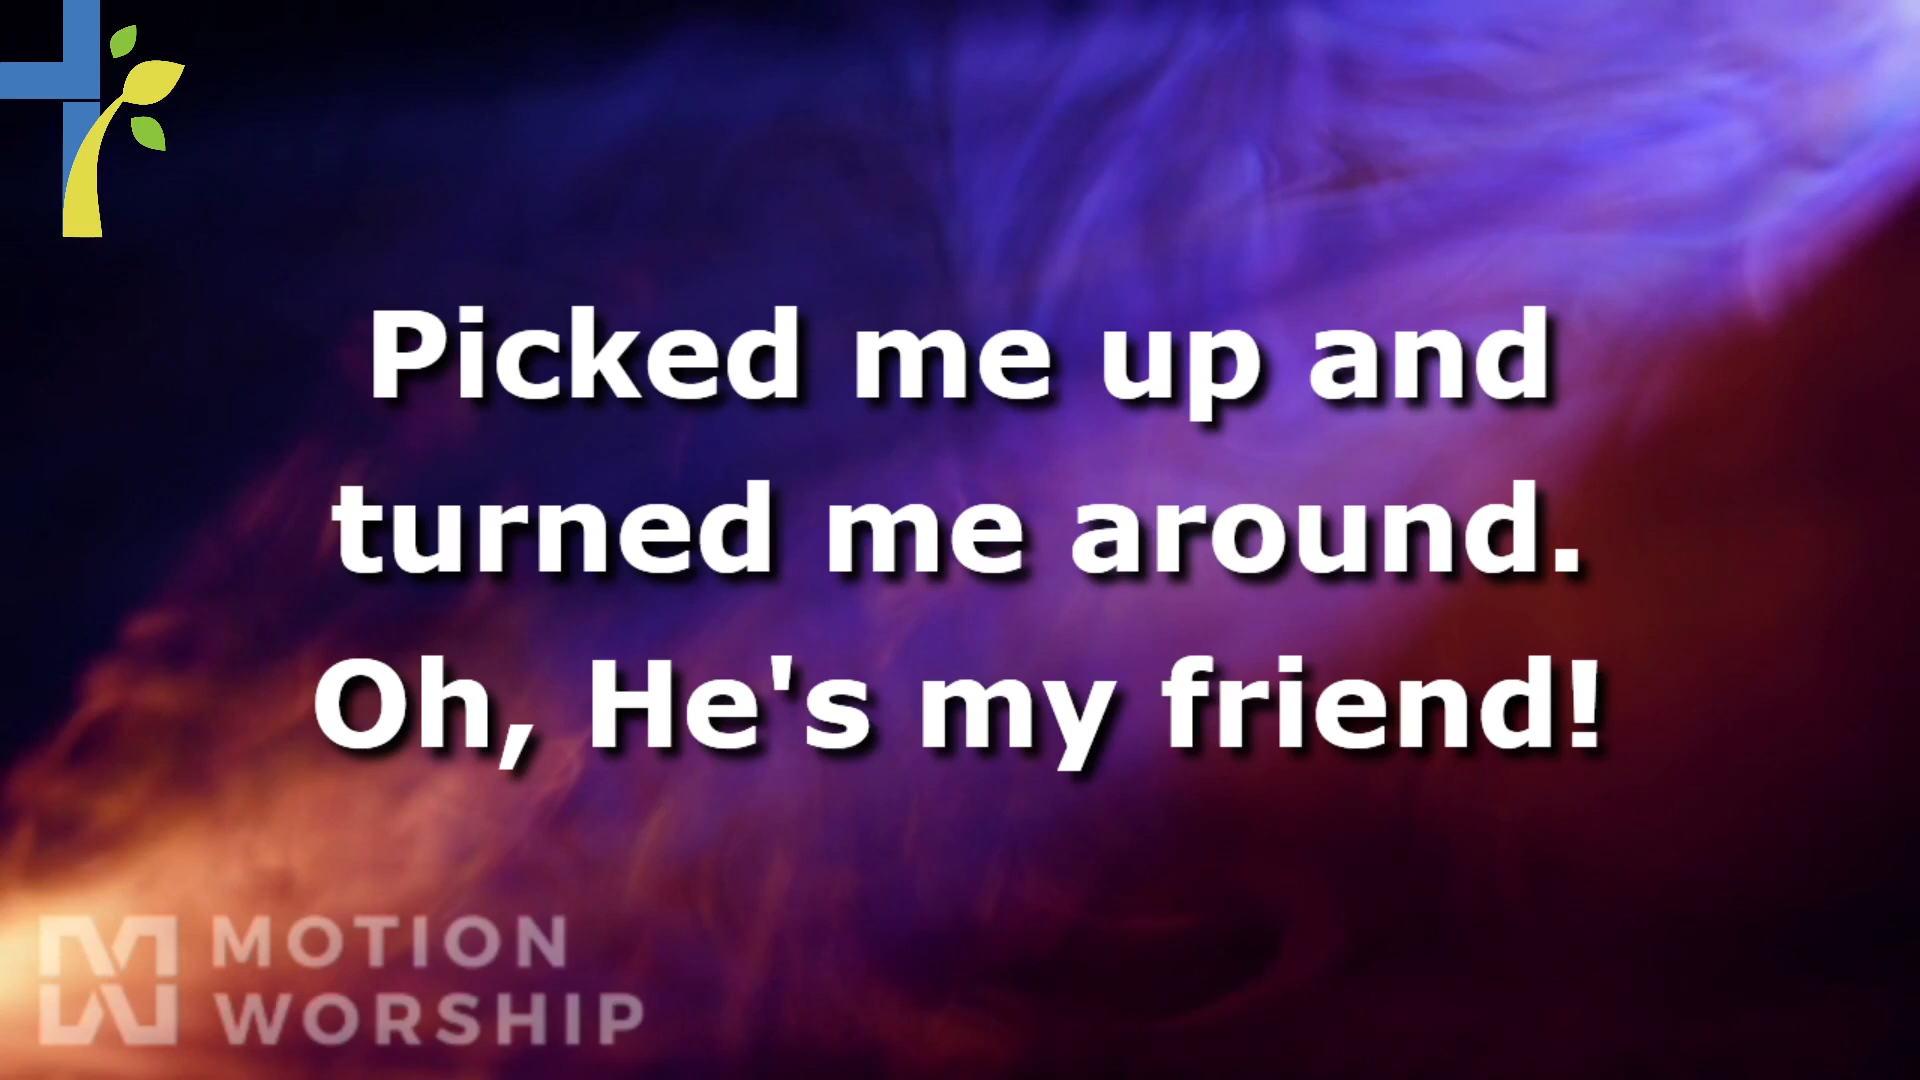 Picked me up and
turned me around.
Oh, He's my friend!
MOTION
WORSHIP